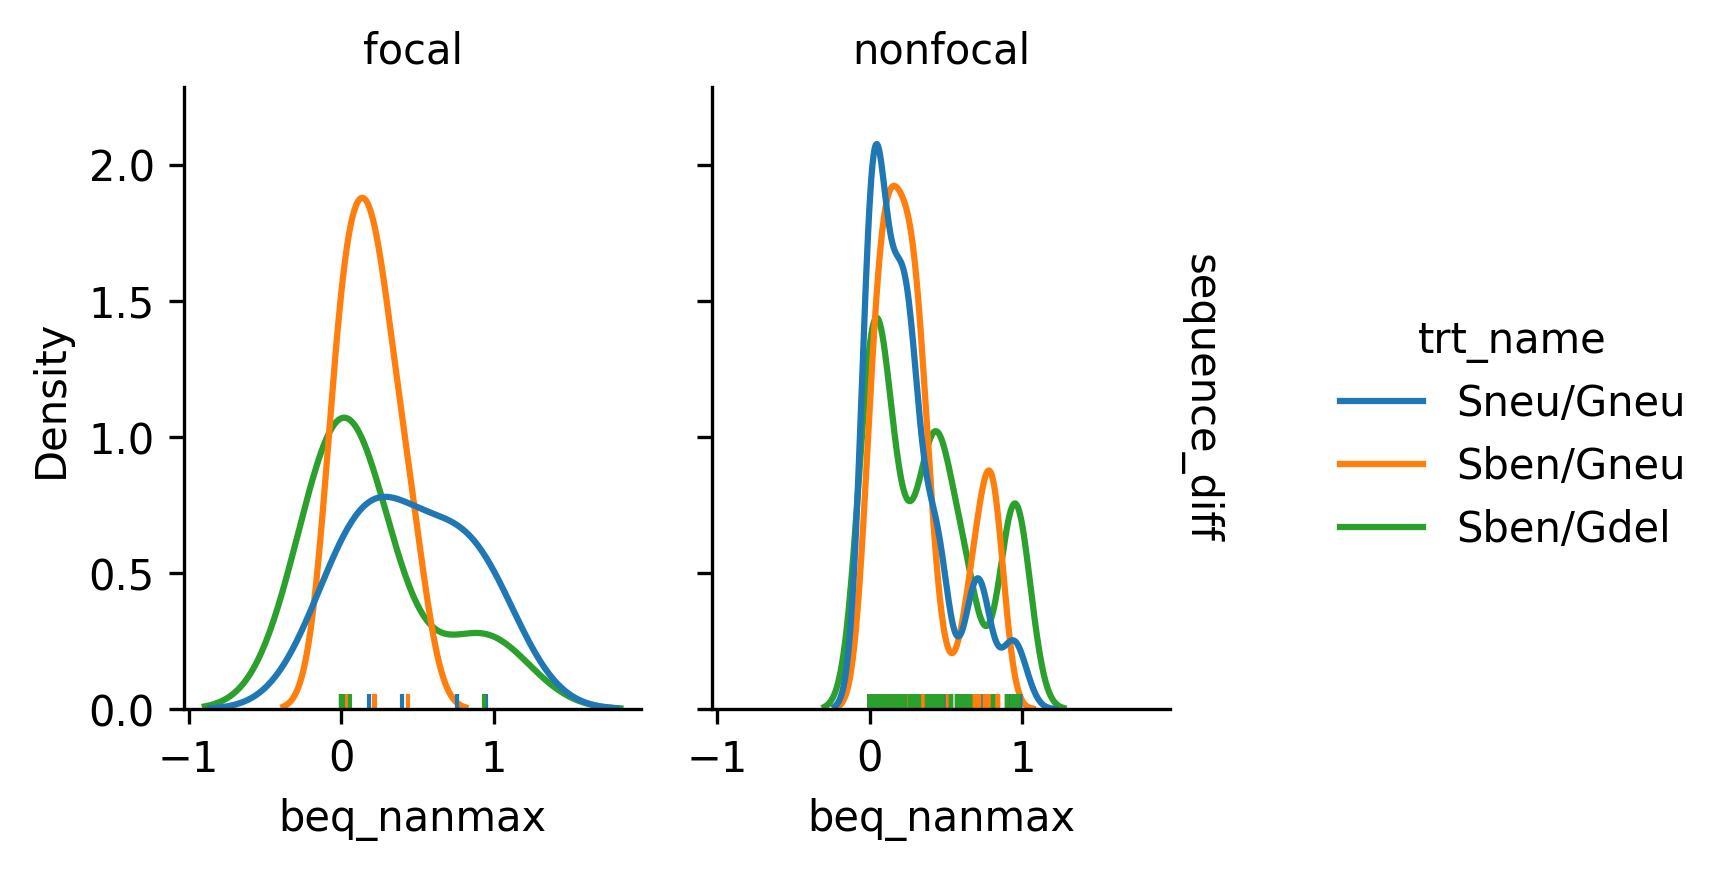 focal
nonfocal
Density
2.0
1.5
1.0
0.5
0.0
−1
0
1
beq_nanmax
−1
0
1
beq_nanmax
sequence_diff
trt_name
Sneu/Gneu
Sben/Gneu
Sben/Gdel